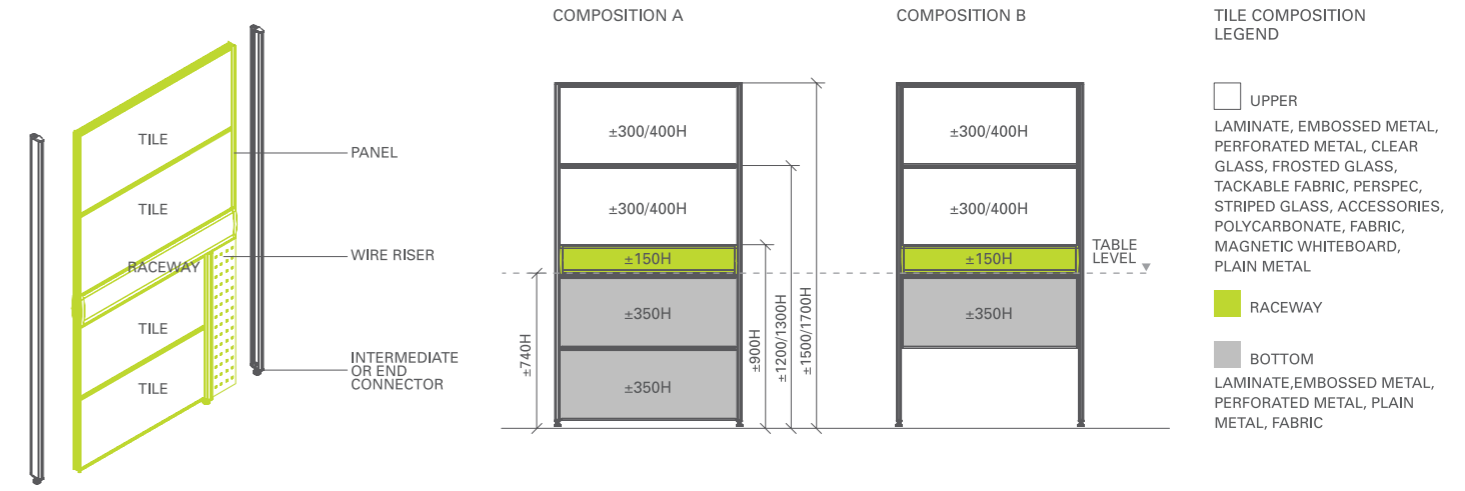 TILE
TILE
RACEWAY
TILE
TILE
PANEL
WIRE RISER
INTERMEDIATE
OR END
CONNECTOR
COMPOSITION A
±300/400H
±300/400H
±150H
±350H
±350H
±740H
±900H
±1200/1300H
±1500/1700H
COMPOSITION B
±300/400H
±300/400H
±150H
±350H
TABLE
LEVEL
TILE COMPOSITION
LEGEND
UPPER
LAMINATE, EMBOSSED METAL,
PERFORATED METAL, CLEAR
GLASS, FROSTED GLASS,
TACKABLE FABRIC, PERSPEC,
STRIPED GLASS, ACCESSORIES,
POLYCARBONATE, FABRIC,
MAGNETIC WHITEBOARD,
PLAIN METAL
RACEWAY
BOTTOM
LAMINATE,EMBOSSED METAL,
PERFORATED METAL, PLAIN
METAL, FABRIC